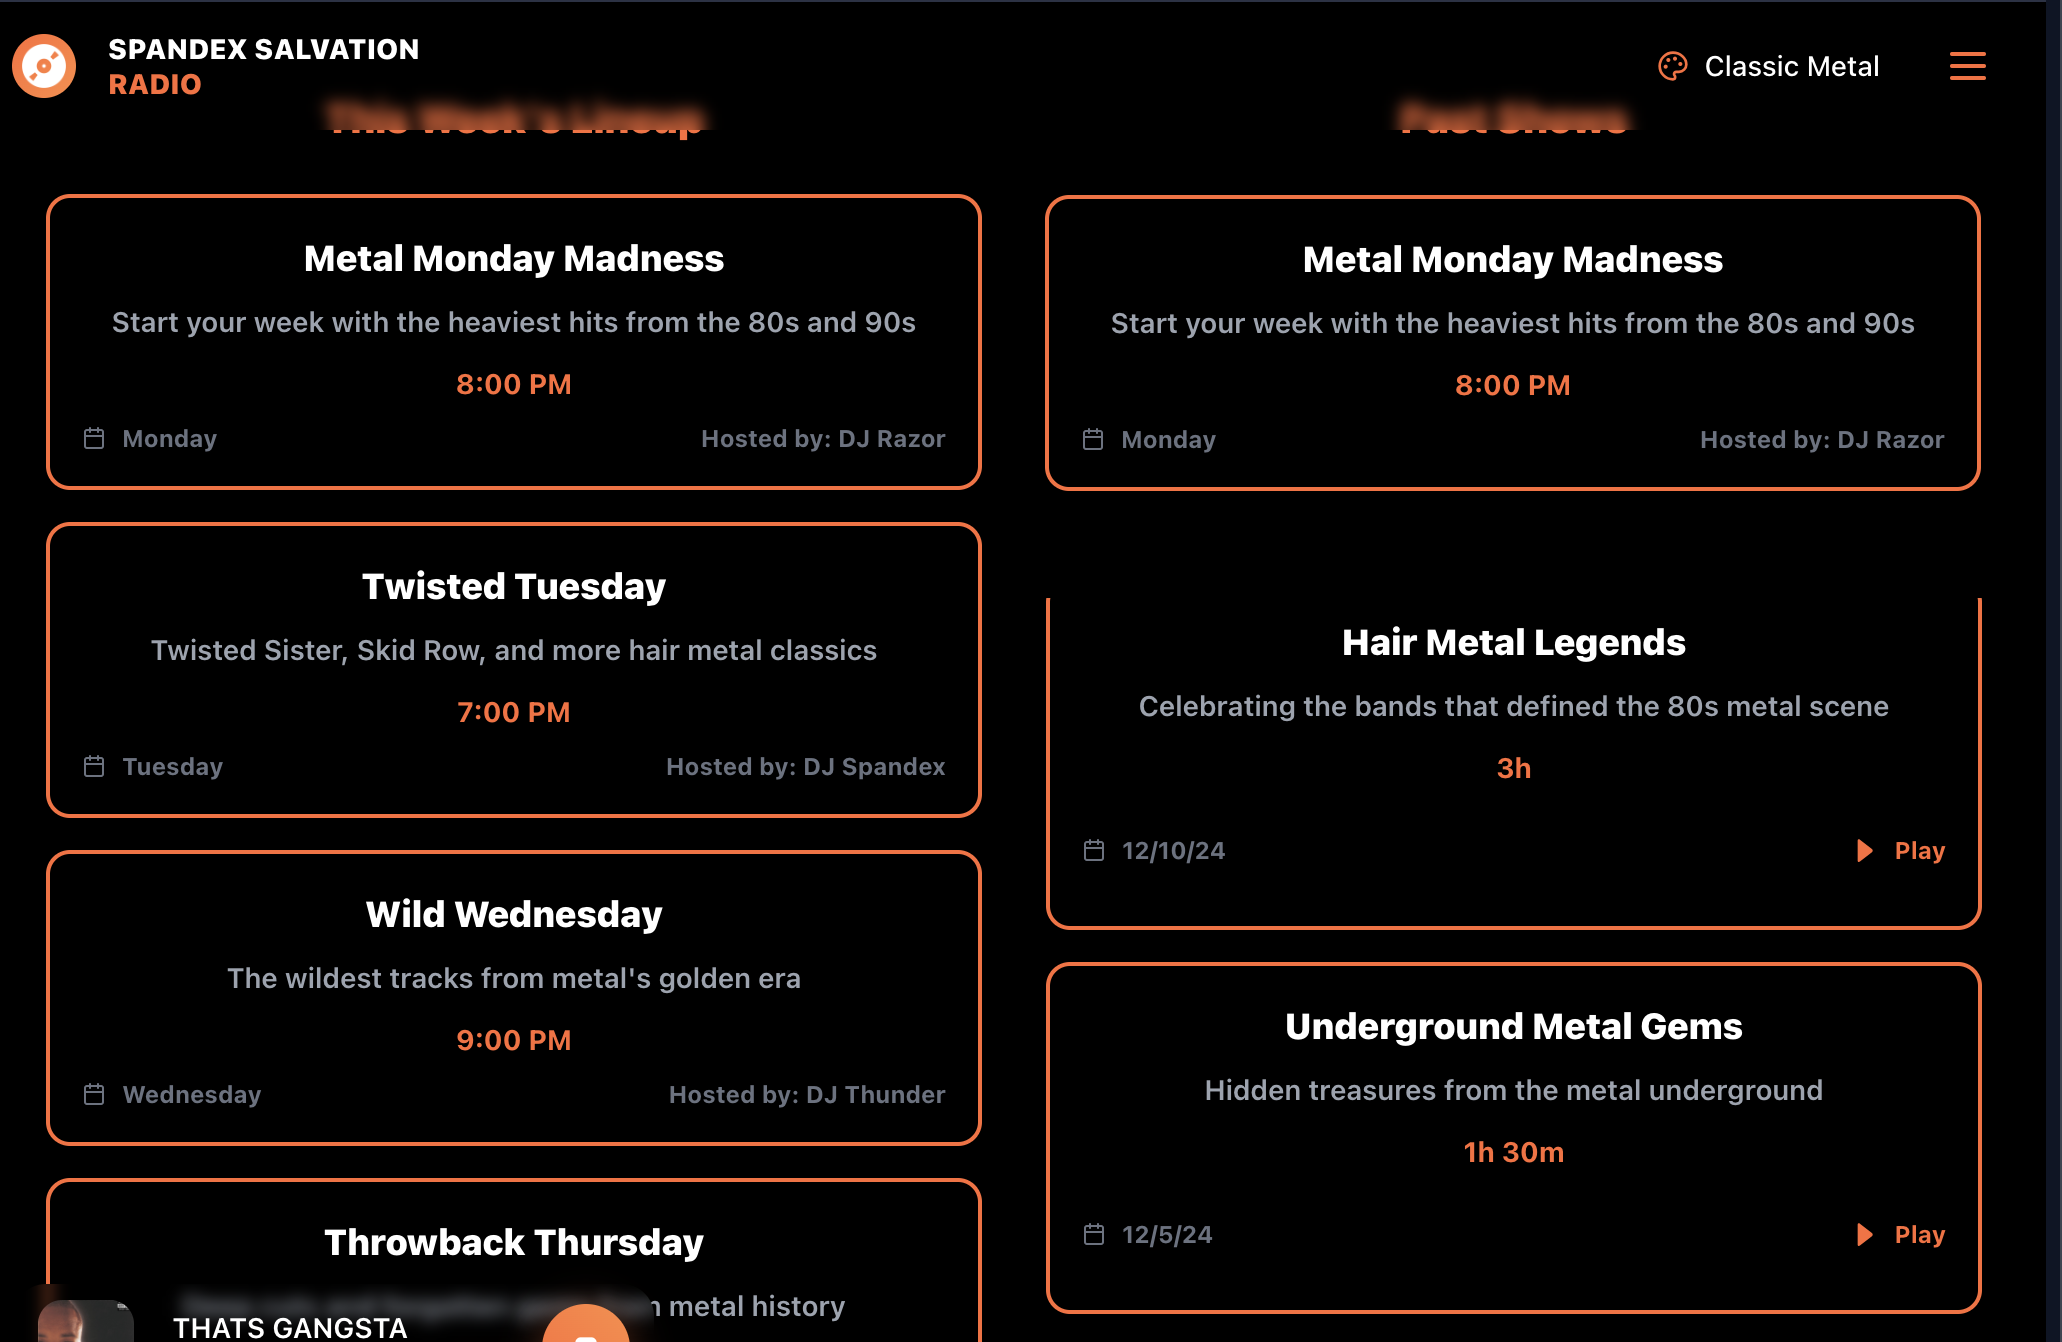 SPANDEX SALVATION
RADIO
Classic Metal
This Week's Lineup
Metal Monday Madness
Start your week with the heaviest hits from the 80s and 90s
8:00 PM
Monday
Hosted by: DJ Razor
Twisted Tuesday
Twisted Sister, Skid Row, and more hair metal classics
7:00 PM
Tuesday
Hosted by: DJ Spandex
Wild Wednesday
The wildest tracks from metal's golden era
9:00 PM
Wednesday
Hosted by: DJ Thunder
Throwback Thursday
metal history
THATS GANGSTA
Past Shows
Metal Monday Madness
Start your week with the heaviest hits from the 80s and 90s
8:00 PM
Monday
Hosted by: DJ Razor
Hair Metal Legends
Celebrating the bands that defined the 80s metal scene
3h
12/10/24
Play
Underground Metal Gems
Hidden treasures from the metal underground
1h 30m
12/5/24
Play